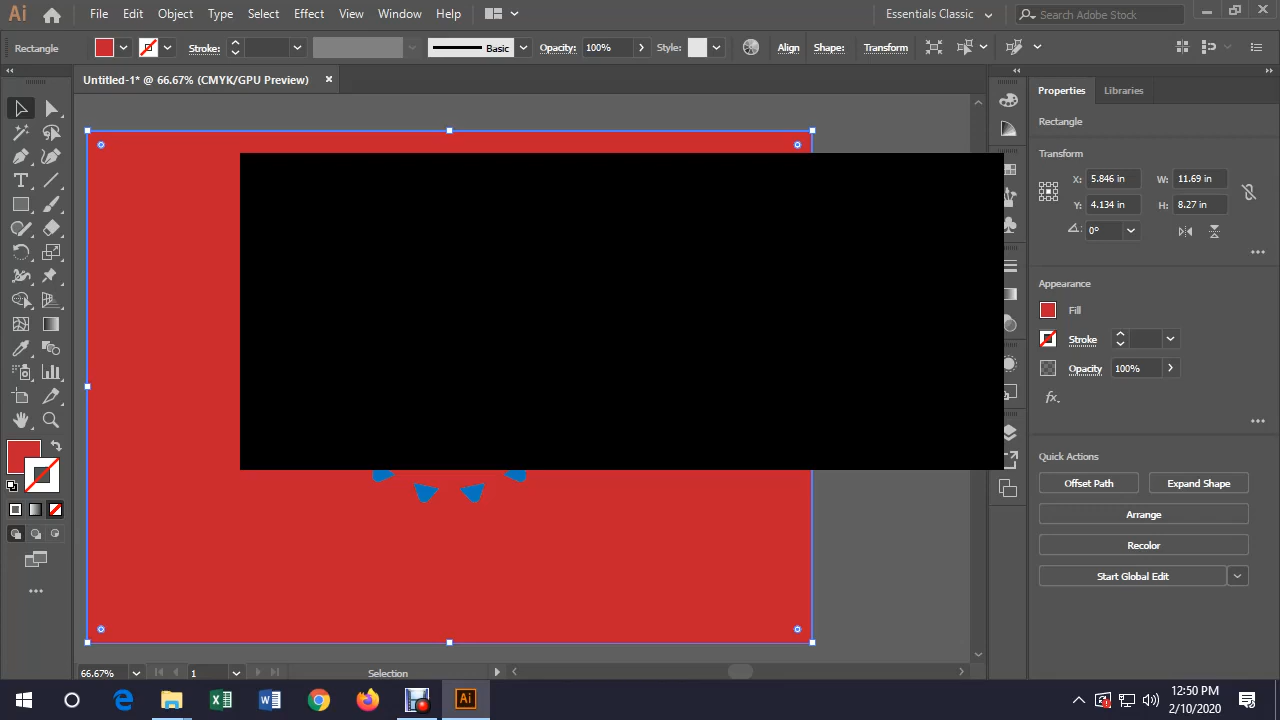 Ai File Edit Object Type Select Effect View Window Help Essentials Classic Search Adobe Stock
Rectangle Stroke: Basic Opacity: 100% Style: Align Shape: Transform
Untitled-1* @ 66.67% (CMYK/GPU Preview)
Properties Libraries
Rectangle
Transform
X: 5.846 in W: 11.69 in
Y: 4.134 in H: 8.27 in
0°
Appearance
Fill
Stroke
Opacity 100%
fx
Quick Actions
Offset Path Expand Shape
Arrange
Recolor
Start Global Edit
66.67% 1 Selection
Ai 12:50 PM
2/10/2020